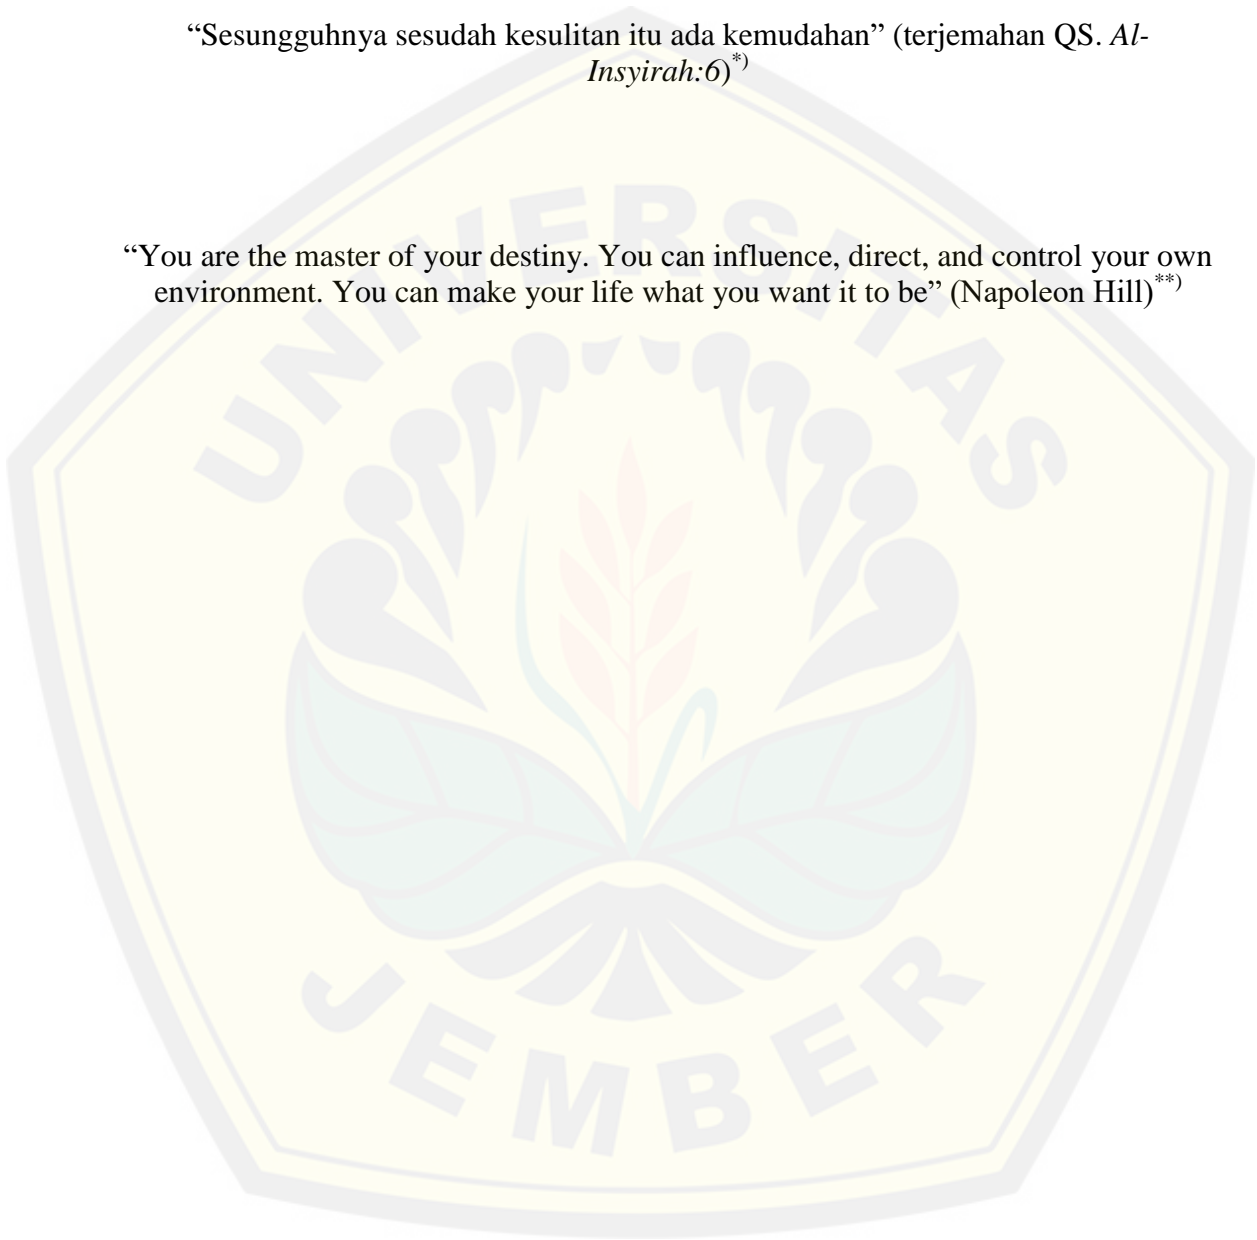 “Sesungguhnya sesudah kesulitan itu ada kemudahan” (terjemahan QS. Al-
Insyirah:6)*)
“You are the master of your destiny. You can influence, direct, and control your own
environment. You can make your life what you want it to be” (Napoleon Hill)**)
UNIVERSITAS
JEMBER